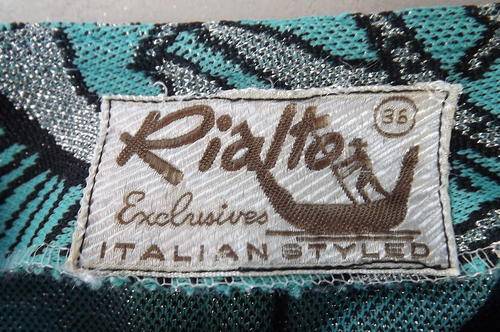 Rialto
36
Exclusives
ITALIAN STYLED